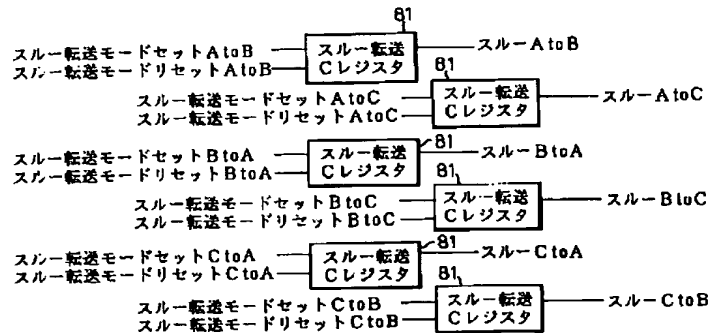 81
スルー転送モードセットAtoB
スルー転送モードリセットAtoB
スルー転送
Cレジスタ
スルーAtoB
81
スルー転送モードセットAtoC
スルー転送モードリセットAtoC
スルー転送
Cレジスタ
スルーAtoC
81
スルー転送モードセットBtoA
スルー転送モードリセットBtoA
スルー転送
Cレジスタ
スルーBtoA
81
スルー転送モードセットBtoC
スルー転送モードリセットBtoC
スルー転送
Cレジスタ
スルーBtoC
81
スルー転送モードセットCtoA
スルー転送モードリセットCtoA
スルー転送
Cレジスタ
スルーCtoA
81
スルー転送モードセットCtoB
スルー転送モードリセットCtoB
スルー転送
Cレジスタ
スルーCtoB